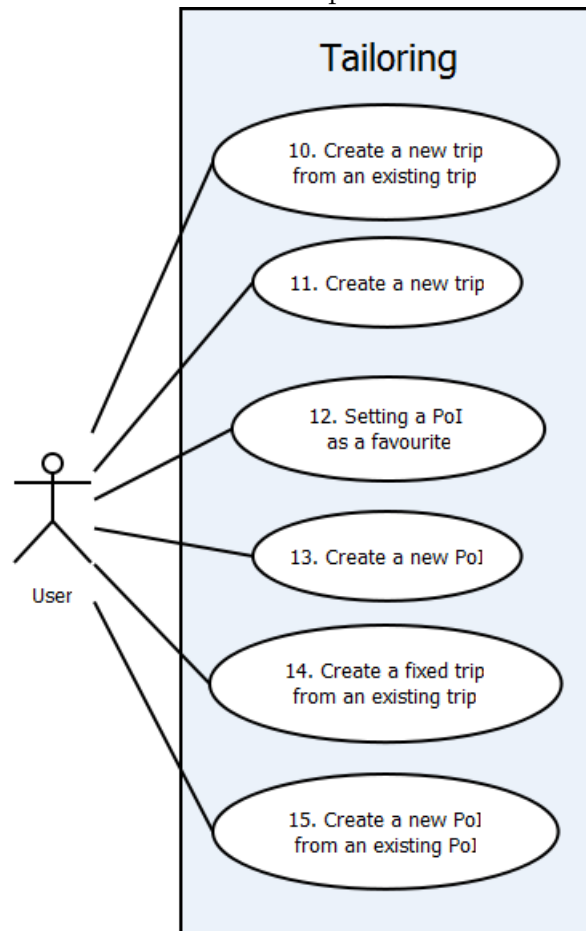 Tailoring
10. Create a new trip
from an existing trip
11. Create a new trip
12. Setting a PoI
as a favourite
13. Create a new PoI
User
14. Create a fixed trip
from an existing trip
15. Create a new PoI
from an existing PoI